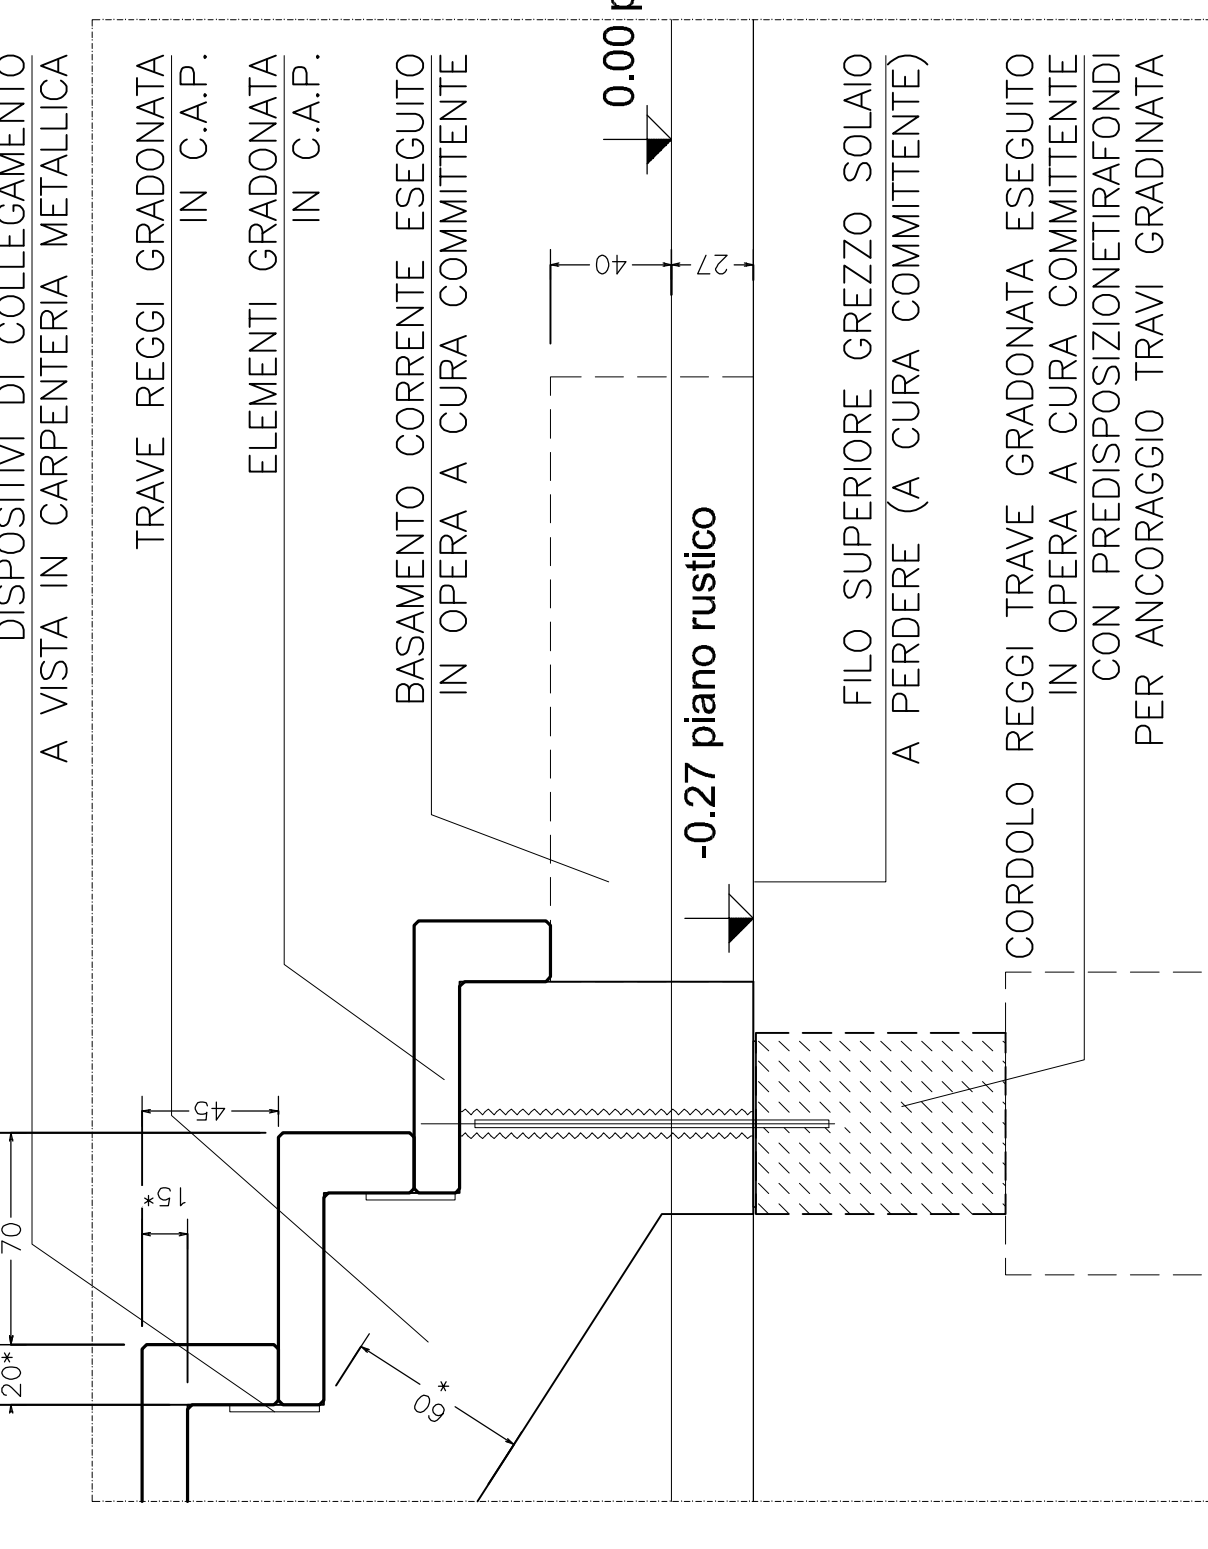 DISPOSITIVI DI COLLEGAMENTO
A VISTA IN CARPENTERIA METALLICA
TRAVE REGGI GRADONATA
IN C.A.P.
ELEMENTI GRADONATA
IN C.A.P.
BASAMENTO CORRENTE ESEGUITO
IN OPERA A CURA COMMITTENTE
0.00
40
27
-0.27 piano rustico
FILO SUPERIORE GREZZO SOLAIO
A PERDERE (A CURA COMMITTENTE)
CORDOLO REGGI TRAVE GRADONATA ESEGUITO
IN OPERA A CURA COMMITTENTE
CON PREDISPOSIZIONETIRAFONDI
PER ANCORAGGIO TRAVI GRADINATA
45
15*
70
20*
60*